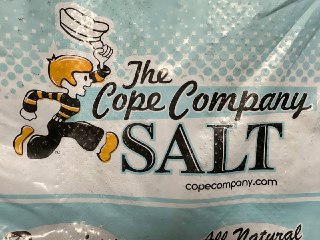 The
Cope Company
SALT
copecompany.com
All Natural